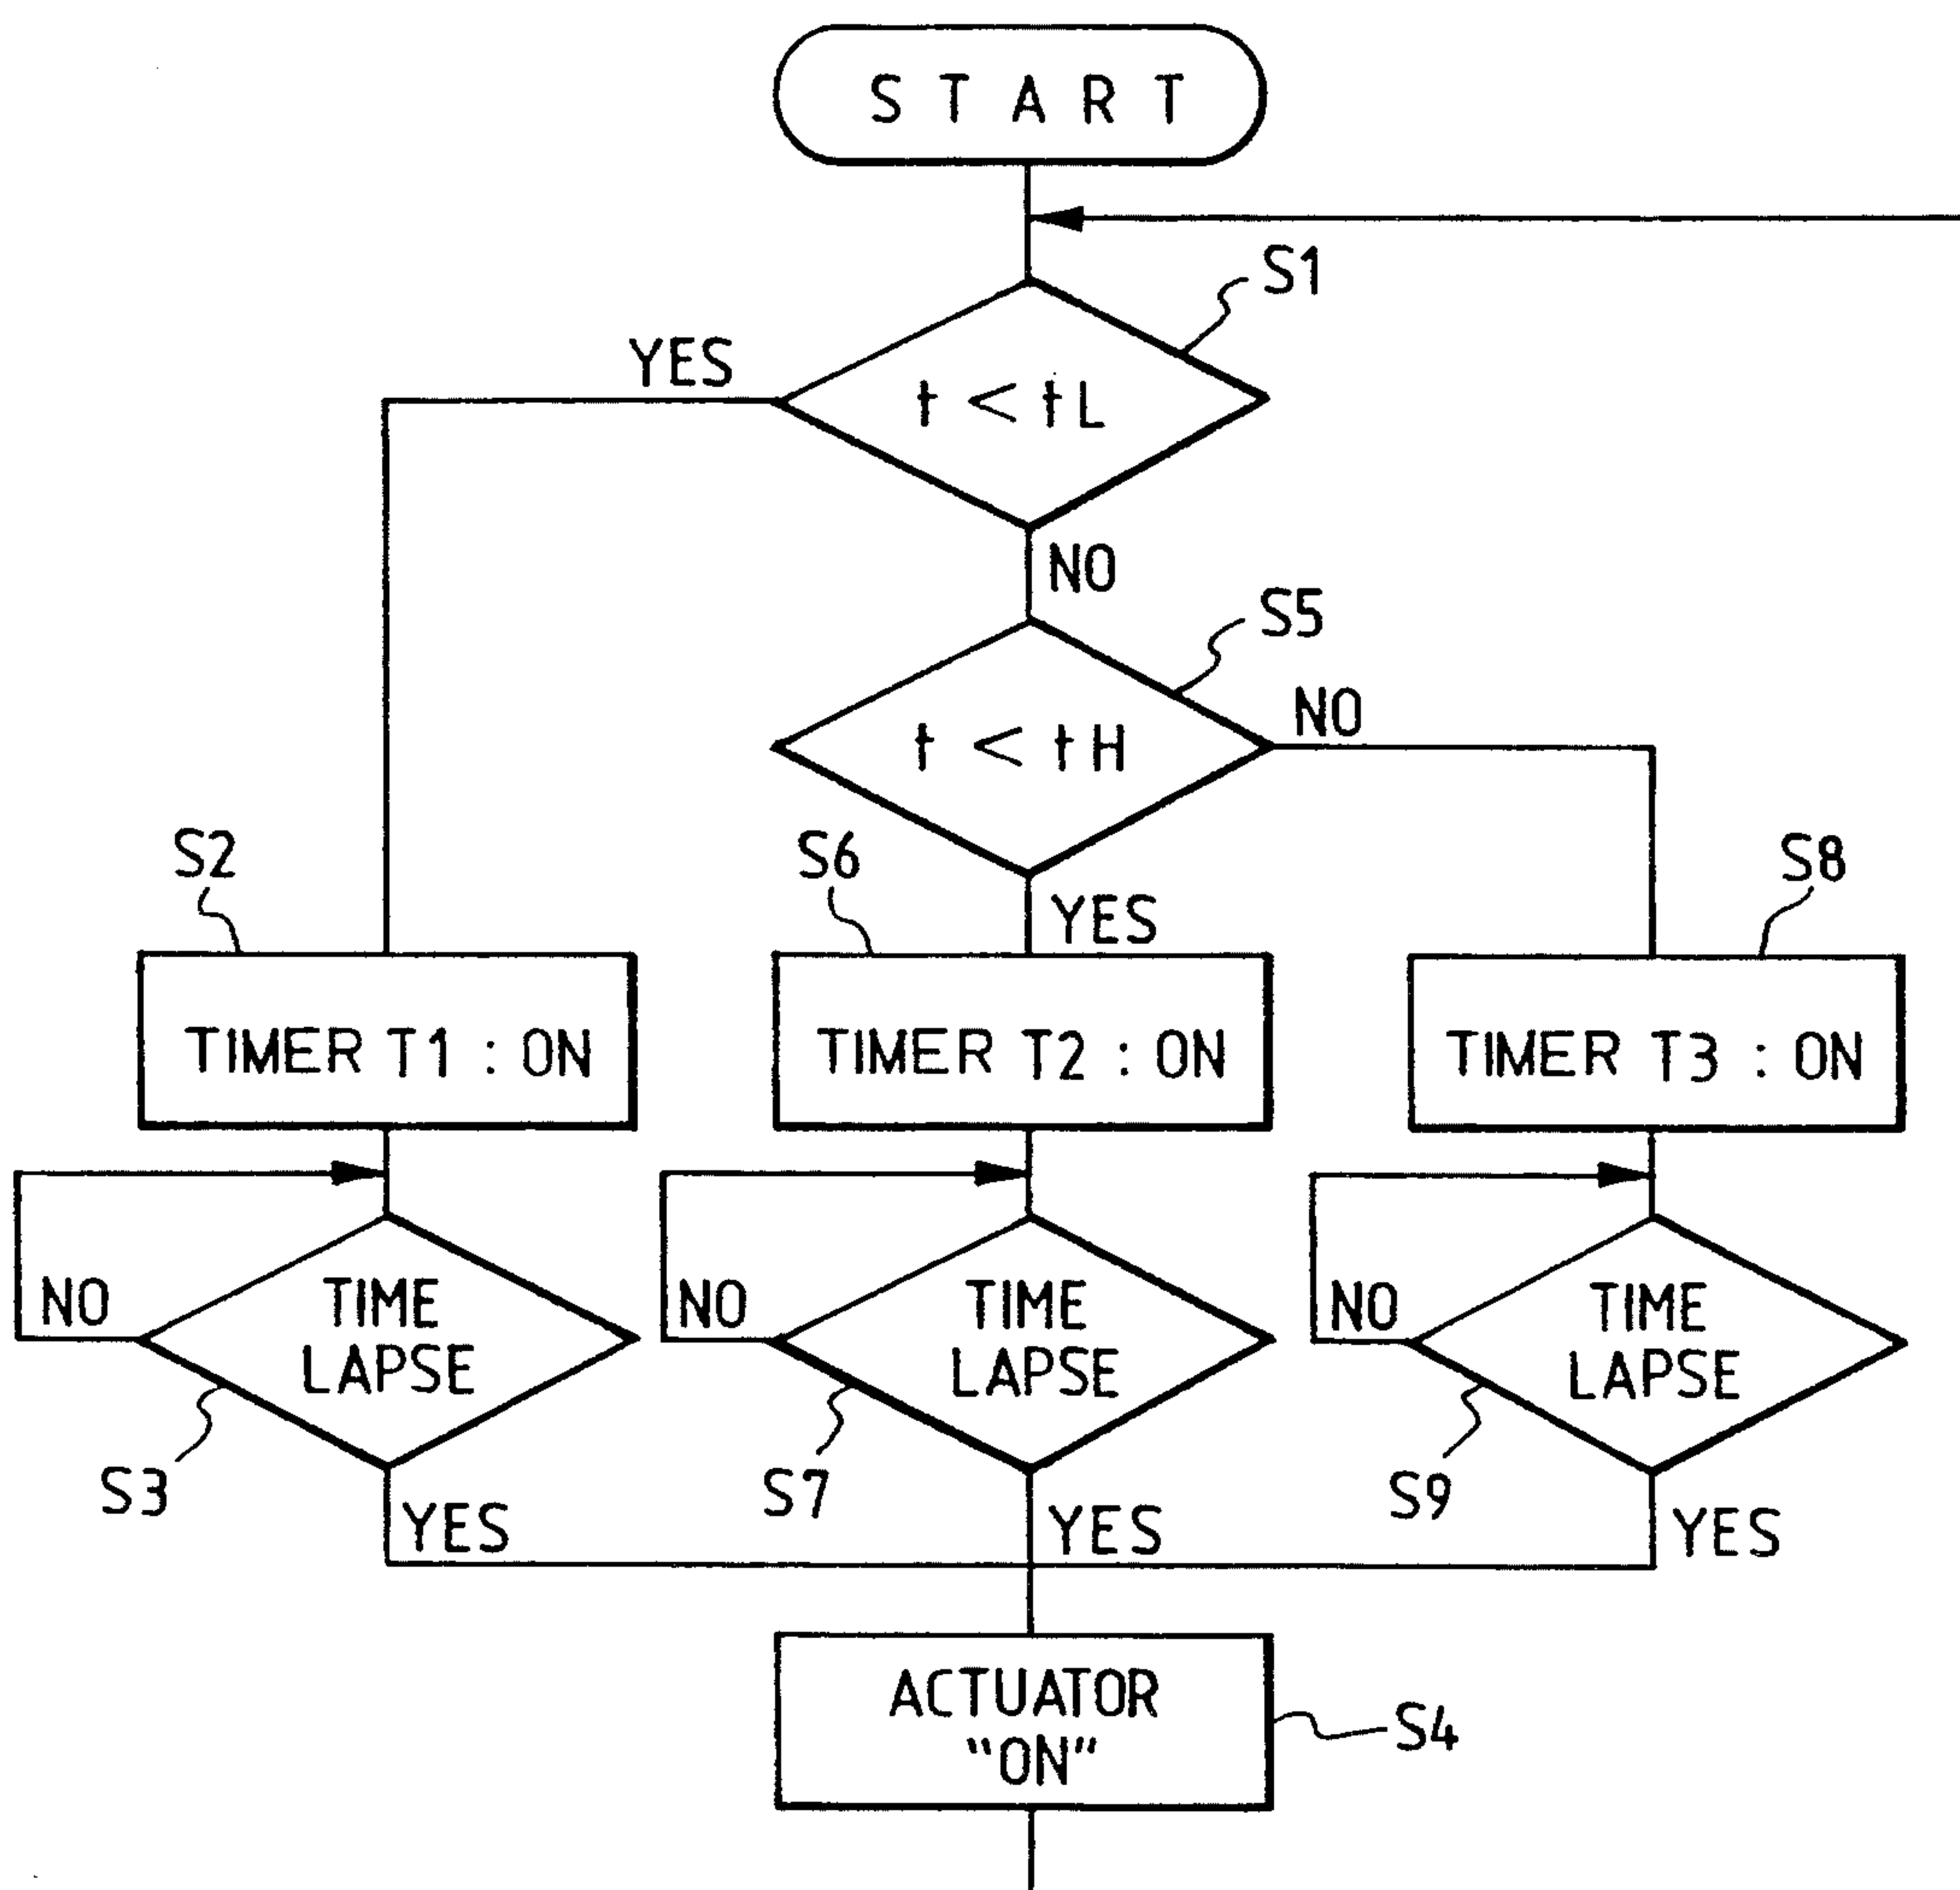 START
S1
YES
t < tL
NO
S5
NO
t < tH
S2
S6
S8
YES
TIMER T1 : ON
TIMER T2 : ON
TIMER T3 : ON
NO
TIME
LAPSE
NO
TIME
LAPSE
NO
TIME
LAPSE
S3
S7
S9
YES
YES
YES
ACTUATOR
"ON"
S4